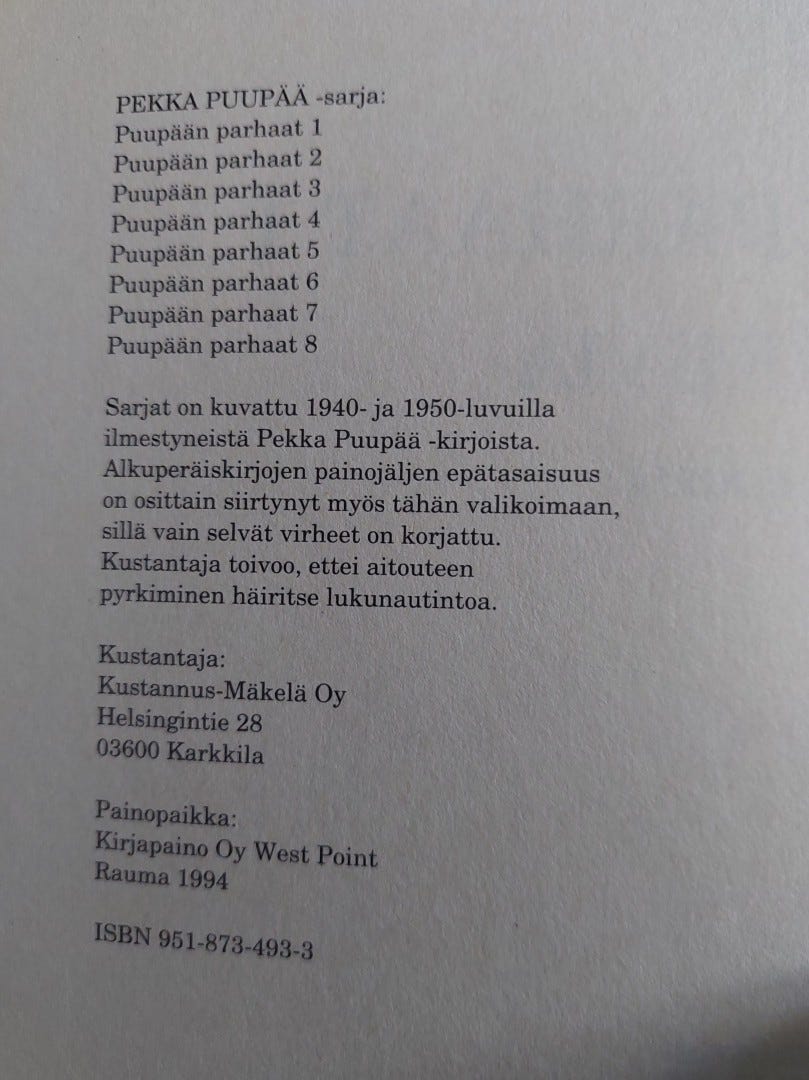 PEKKA PUUPÄÄ -sarja:
Puupään parhaat 1
Puupään parhaat 2
Puupään parhaat 3
Puupään parhaat 4
Puupään parhaat 5
Puupään parhaat 6
Puupään parhaat 7
Puupään parhaat 8
Sarjat on kuvattu 1940- ja 1950-luvuilla
ilmestyneistä Pekka Puupää -kirjoista.
Alkuperäiskirjojen painojäljen epätasaisuus
on osittain siirtynyt myös tähän valikoimaan,
sillä vain selvät virheet on korjattu.
Kustantaja toivoo, ettei aitouteen
pyrkiminen häiritse lukunautintoa.
Kustantaja:
Kustannus-Mäkelä Oy
Helsingintie 28
03600 Karkkila
Painopaikka:
Kirjapaino Oy West Point
Rauma 1994
ISBN 951-873-493-3